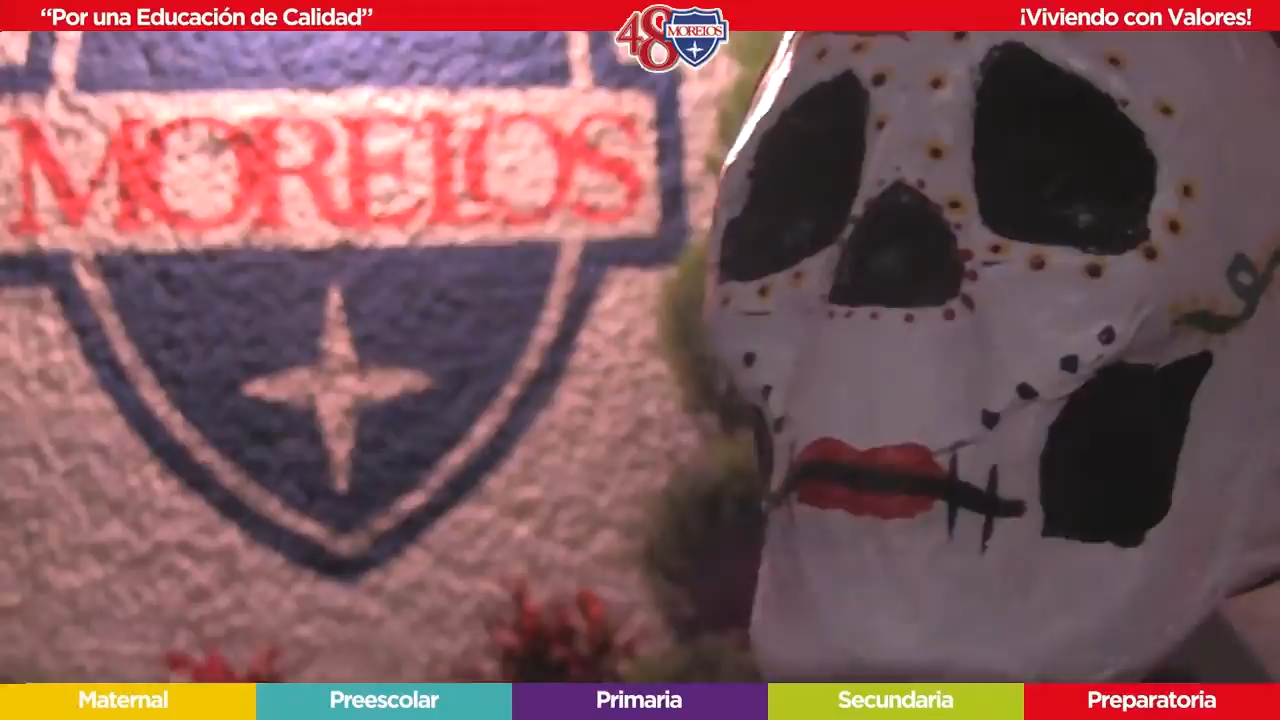 “Por una Educación de Calidad”
48 MORELOS
¡Viviendo con Valores!
MORELOS
Maternal
Preescolar
Primaria
Secundaria
Preparatoria